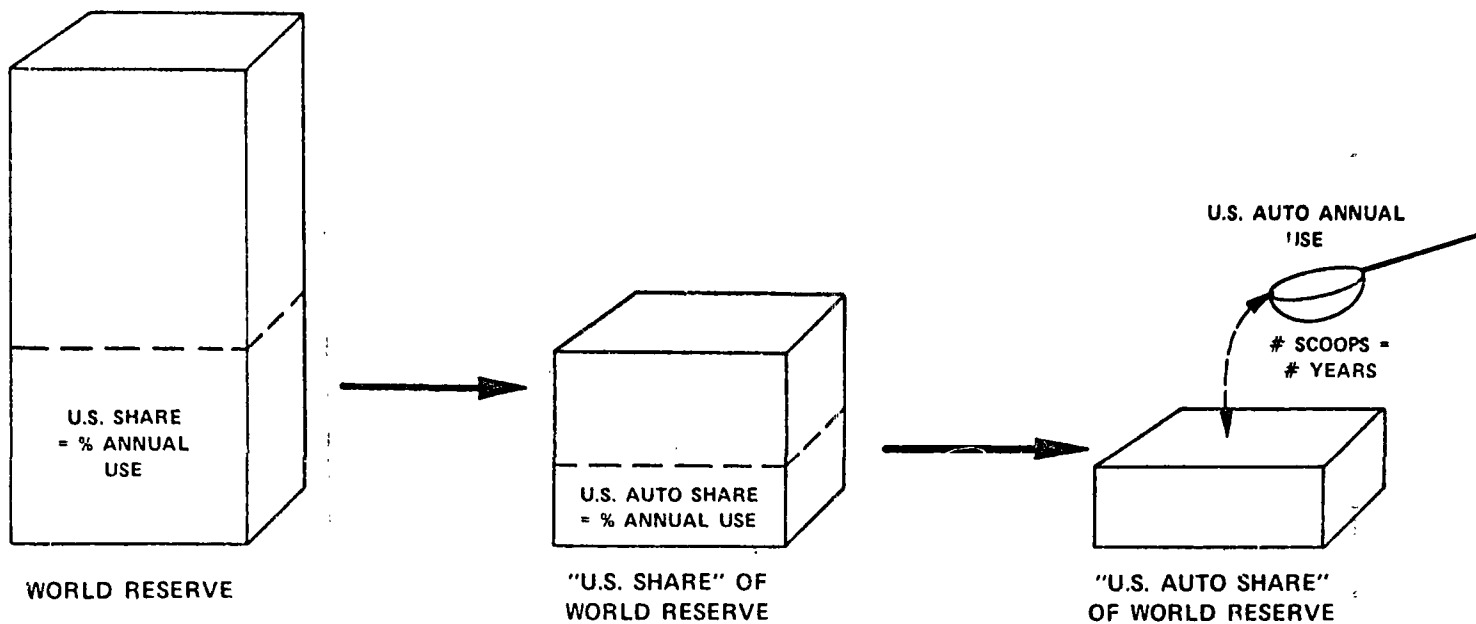 U.S. SHARE
= % ANNUAL
USE
WORLD RESERVE
U.S. AUTO SHARE
= % ANNUAL USE
"U.S. SHARE" OF
WORLD RESERVE
U.S. AUTO ANNUAL
USE
# SCOOPS =
# YEARS
"U.S. AUTO SHARE"
OF WORLD RESERVE